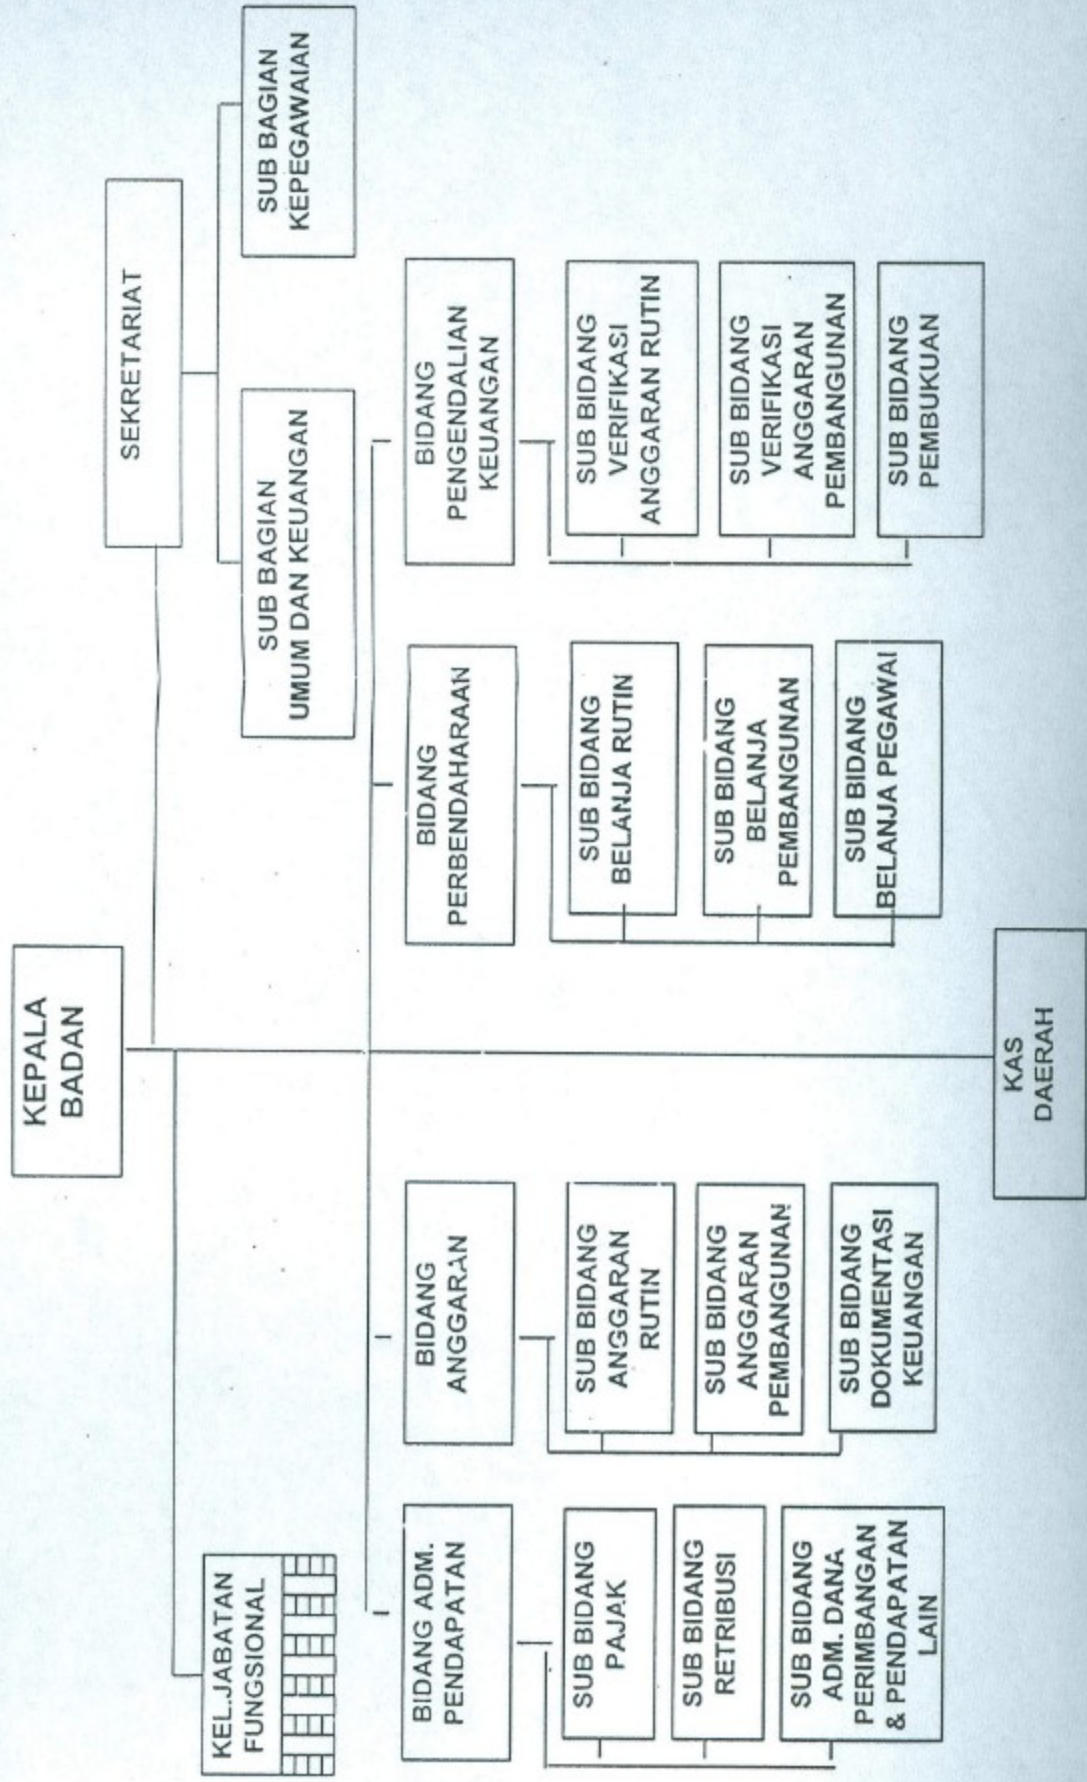 KEPALA
BADAN
SEKRETARIAT
KEL.JABATAN
FUNGSIONAL
SUB BAGIAN
UMUM DAN KEUANGAN
SUB BAGIAN
KEPEGAWAIAN
BIDANG ADM.
PENDAPATAN
SUB BIDANG
PAJAK
SUB BIDANG
RETRIBUSI
SUB BIDANG
ADM. DANA
PERIMBANGAN
& PENDAPATAN
LAIN
BIDANG
ANGGARAN
SUB BIDANG
ANGGARAN
RUTIN
SUB BIDANG
ANGGARAN
PEMBANGUNAN
SUB BIDANG
DOKUMENTASI
KEUANGAN
BIDANG
PERBENDAHARAAN
SUB BIDANG
BELANJA RUTIN
SUB BIDANG
BELANJA
PEMBANGUNAN
SUB BIDANG
BELANJA PEGAWAI
BIDANG
PENGENDALIAN
KEUANGAN
SUB BIDANG
VERIFIKASI
ANGGARAN RUTIN
SUB BIDANG
VERIFIKASI
ANGGARAN
PEMBANGUNAN
SUB BIDANG
PEMBUKUAN
KAS
DAERAH